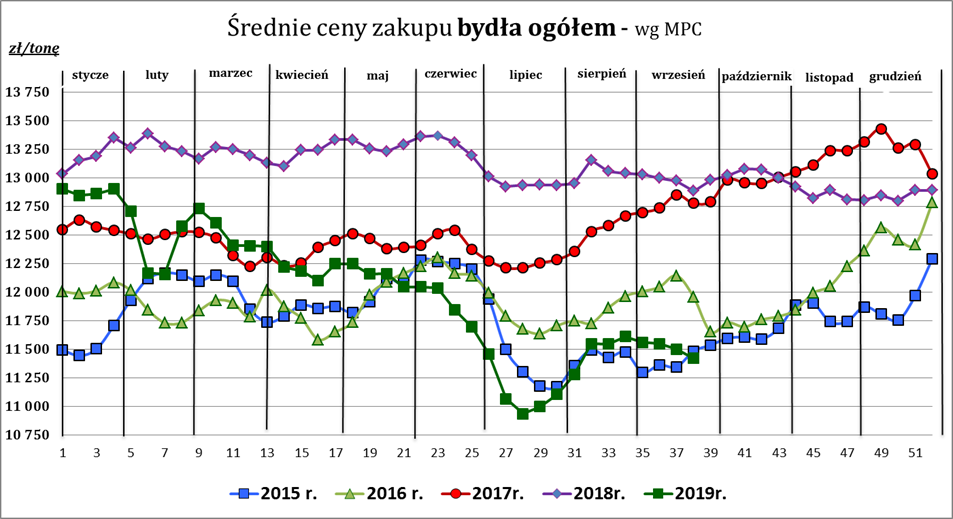 Średnie ceny zakupu bydła ogółem - wg MPC
zł/tonę
stycze luty marzec kwiecień maj czerwiec lipiec sierpień wrzesień październik listopad grudzień
13 750
13 500
13 250
13 000
12 750
12 500
12 250
12 000
11 750
11 500
11 250
11 000
10 750
1 3 5 7 9 11 13 15 17 19 21 23 25 27 29 31 33 35 37 39 41 43 45 47 49 51
2015 r. 2016 r. 2017r. 2018r. 2019r.